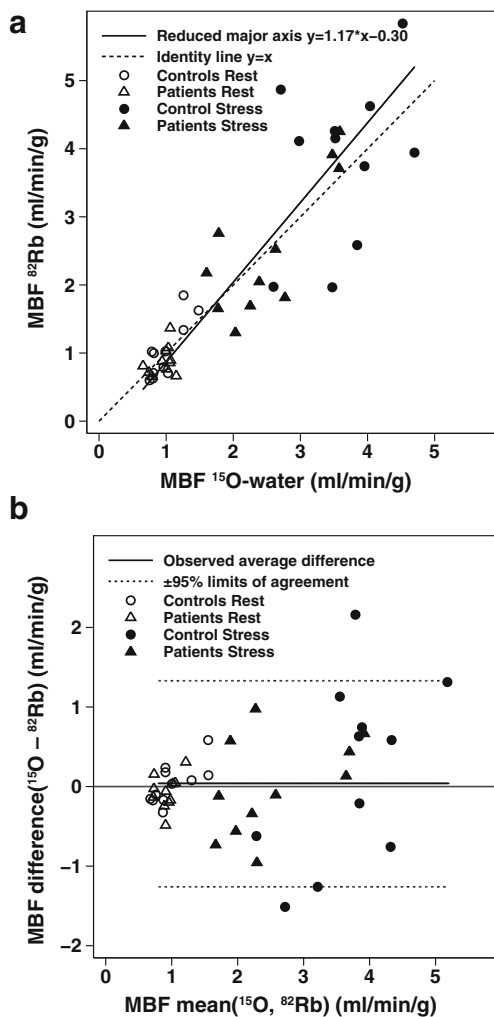 a
Reduced major axis y=1.17*x−0.30
Identity line y=x
Controls Rest
Patients Rest
Control Stress
Patients Stress
5
4
3
2
1
0
MBF ⁸²Rb (ml/min/g)
0 1 2 3 4 5
MBF ¹⁵O-water (ml/min/g)
b
Observed average difference
±95% limits of agreement
Controls Rest
Patients Rest
Control Stress
Patients Stress
2
1
0
−1
−2
MBF difference(¹⁵O − ⁸²Rb) (ml/min/g)
0 1 2 3 4 5
MBF mean(¹⁵O, ⁸²Rb) (ml/min/g)